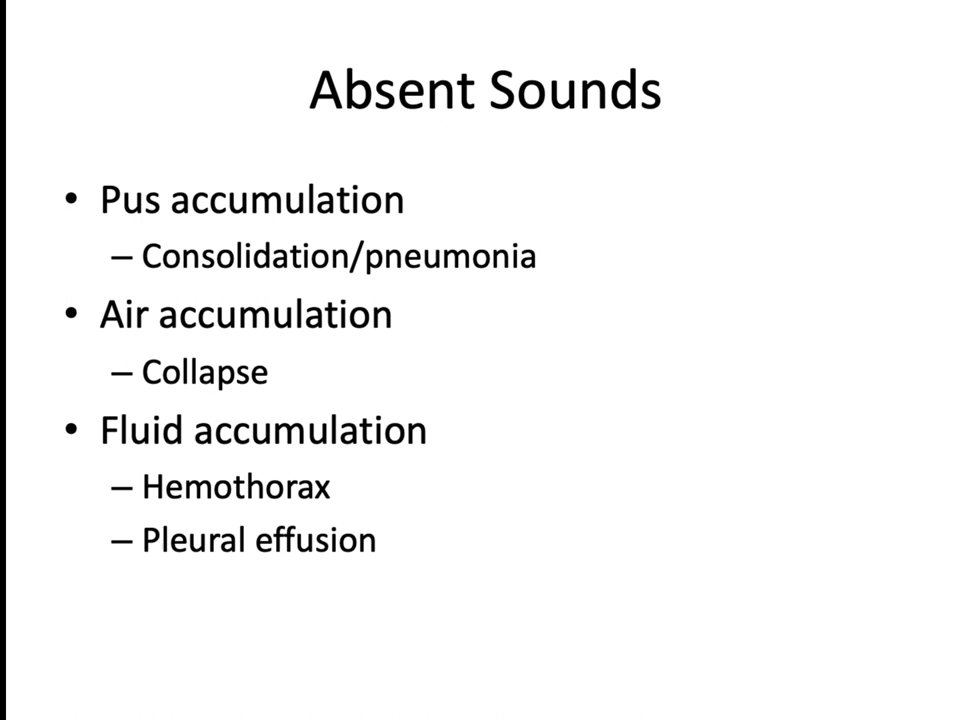 Absent Sounds
• Pus accumulation
– Consolidation/pneumonia
• Air accumulation
– Collapse
• Fluid accumulation
– Hemothorax
– Pleural effusion